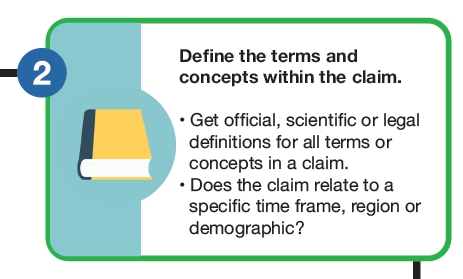 2
Define the terms and
concepts within the claim.
• Get official, scientific or legal
definitions for all terms or
concepts in a claim.
• Does the claim relate to a
specific time frame, region or
demographic?